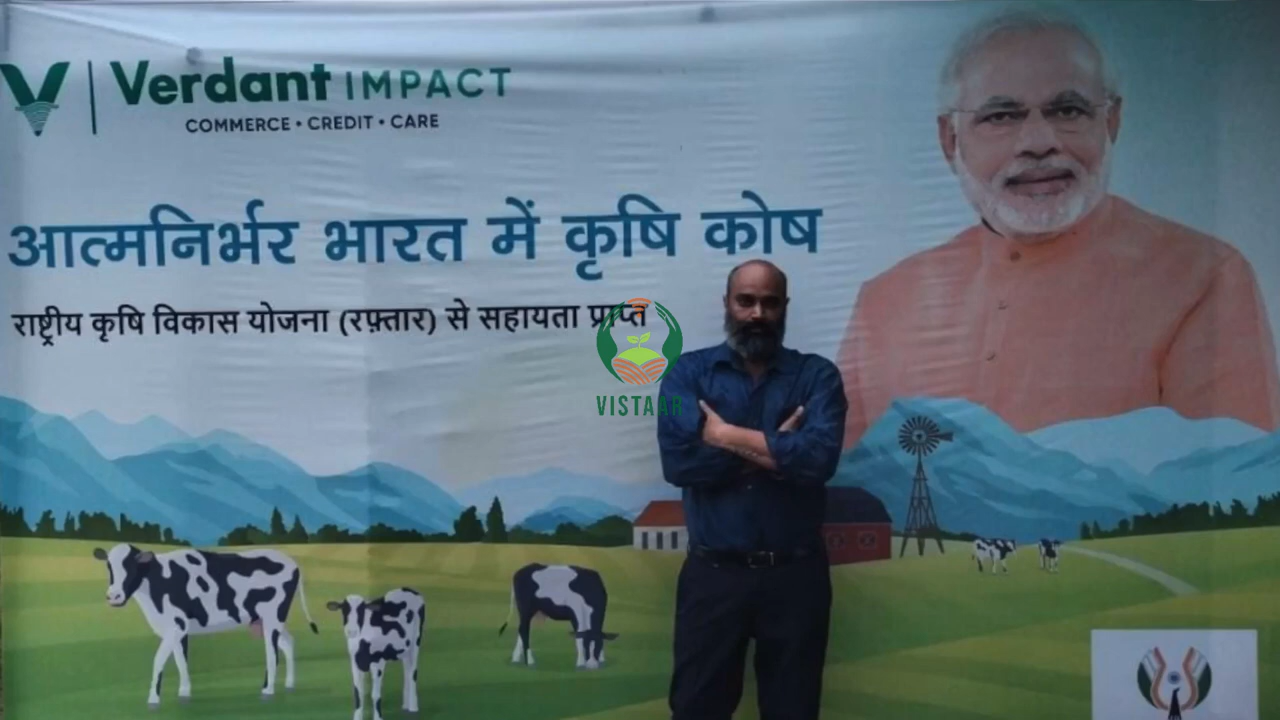 Verdant IMPACT
COMMERCE • CREDIT • CARE
आत्मनिर्भर भारत में कृषि कोष
राष्ट्रीय कृषि विकास योजना (रफ़्तार) से सहायता प्राप्त
VISTAAR